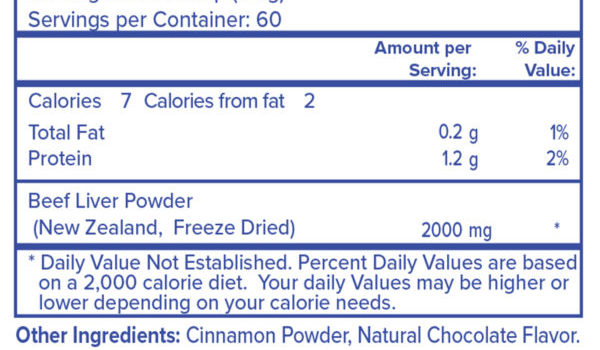 Servings per Container: 60
Amount per % Daily
Serving: Value:
Calories 7 Calories from fat 2
Total Fat 0.2 g 1%
Protein 1.2 g 2%
Beef Liver Powder
(New Zealand, Freeze Dried) 2000 mg *
* Daily Value Not Established. Percent Daily Values are based
on a 2,000 calorie diet. Your daily Values may be higher or
lower depending on your calorie needs.
Other Ingredients: Cinnamon Powder, Natural Chocolate Flavor.